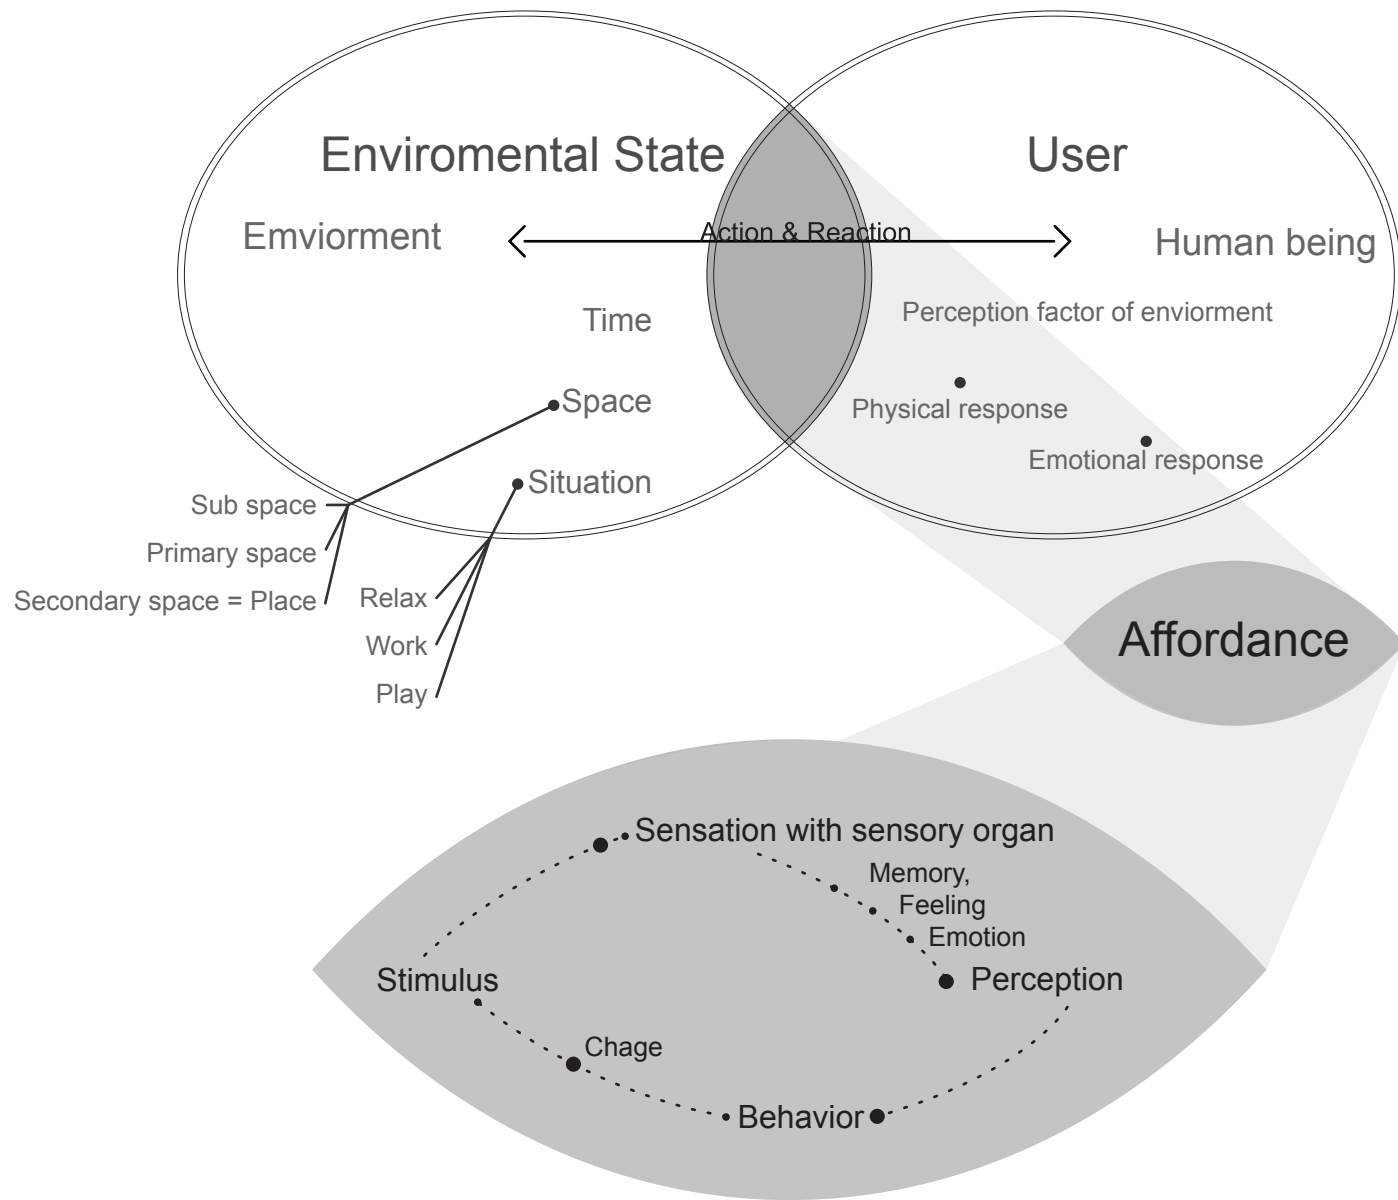 Enviromental State
User
Emviorment
Action & Reaction
Human being
Time
Perception factor of enviorment
Space
Physical response
Emotional response
Situation
Sub space
Primary space
Secondary space = Place
Relax
Work
Play
Affordance
Sensation with sensory organ
Memory,
Feeling
Emotion
Stimulus
Perception
Chage
Behavior